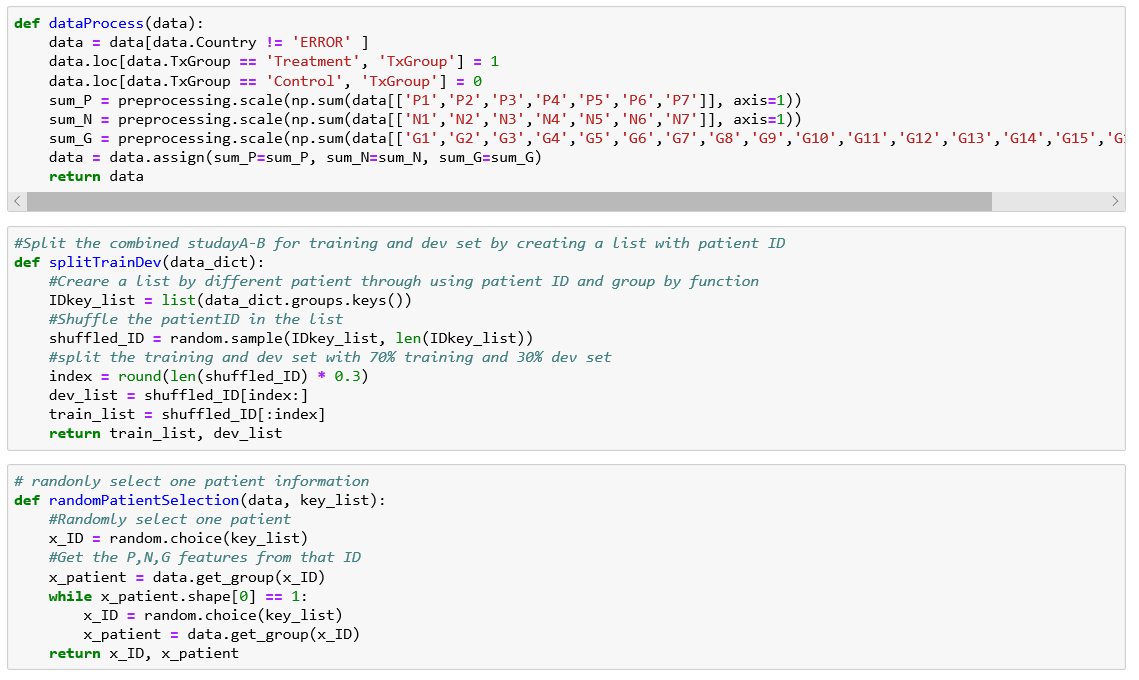 def dataProcess(data):
    data = data[data.Country != 'ERROR' ]
    data.loc[data.TxGroup == 'Treatment', 'TxGroup'] = 1
    data.loc[data.TxGroup == 'Control', 'TxGroup'] = 0
    sum_P = preprocessing.scale(np.sum(data[['P1','P2','P3','P4','P5','P6','P7']], axis=1))
    sum_N = preprocessing.scale(np.sum(data[['N1','N2','N3','N4','N5','N6','N7']], axis=1))
    sum_G = preprocessing.scale(np.sum(data[['G1','G2','G3','G4','G5','G6','G7','G8','G9','G10','G11','G12','G13','G14','G15','G
    data = data.assign(sum_P=sum_P, sum_N=sum_N, sum_G=sum_G)
    return data
#Split the combined studayA-B for training and dev set by creating a list with patient ID
def splitTrainDev(data_dict):
    #Creare a list by different patient through using patient ID and group by function
    IDkey_list = list(data_dict.groups.keys())
    #Shuffle the patientID in the list
    shuffled_ID = random.sample(IDkey_list, len(IDkey_list))
    #split the training and dev set with 70% training and 30% dev set
    index = round(len(shuffled_ID) * 0.3)
    dev_list = shuffled_ID[index:]
    train_list = shuffled_ID[:index]
    return train_list, dev_list
# randonly select one patient information
def randomPatientSelection(data, key_list):
    #Randomly select one patient
    x_ID = random.choice(key_list)
    #Get the P,N,G features from that ID
    x_patient = data.get_group(x_ID)
    while x_patient.shape[0] == 1:
        x_ID = random.choice(key_list)
        x_patient = data.get_group(x_ID)
    return x_ID, x_patient